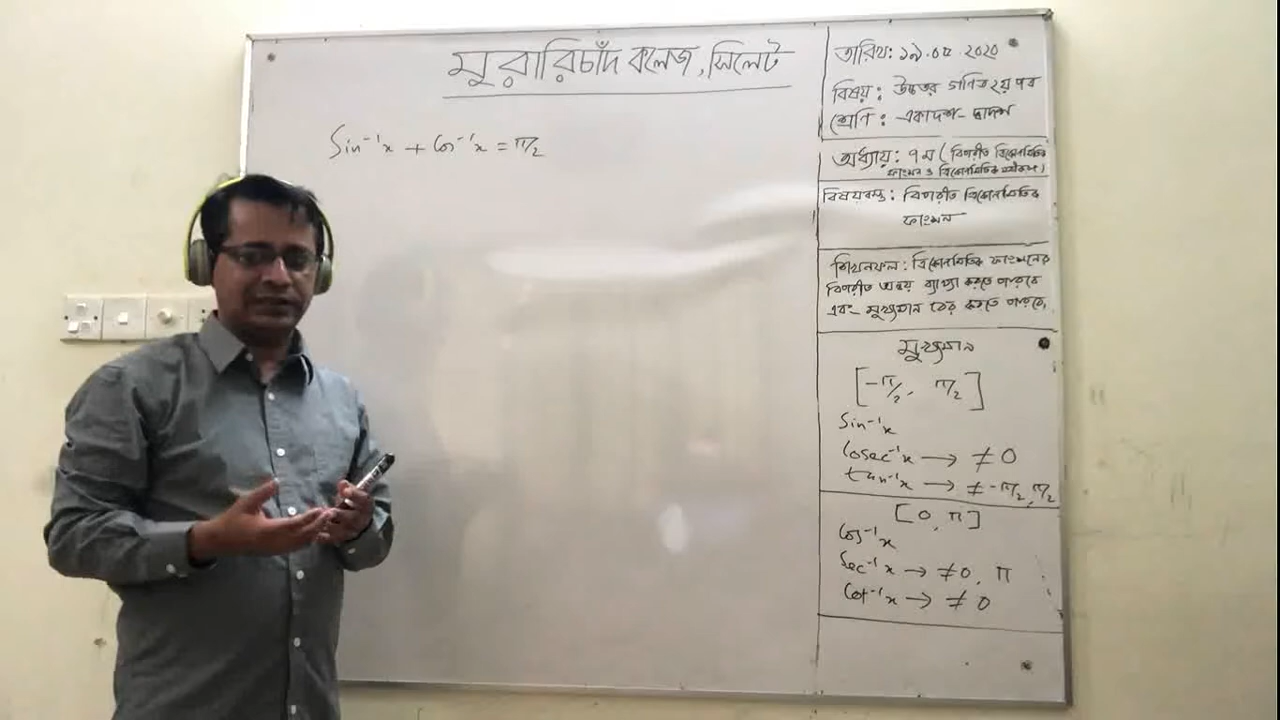 মুরারিচাঁদ কলেজ, সিলেট
Sin⁻¹x + Cos⁻¹x = π/2
তারিখ: ১৯.০৫.২০২০
বিষয়: উচ্চতর গণিত ২য় পত্র
শ্রেণি: একাদশ-দ্বাদশ
অধ্যায়: ৭ম (বিপরীত ত্রিকোণমিতিক
ফাংশন ও ত্রিকোণমিতিক সমীকরণ)
বিষয়বস্তু: বিপরীত ত্রিকোণমিতিক
ফাংশন
শিখনফল: ত্রিকোণমিতিক ফাংশনের
বিপরীত অন্বয় ব্যাখ্যা করতে পারবে
এবং মুখ্যমান বের করতে পারবে,
মুখ্যমান
[-π/2, π/2]
Sin⁻¹x
Cosec⁻¹x → ≠ 0
tan⁻¹x → ≠ -π/2, π/2
[0, π]
Cos⁻¹x
Sec⁻¹x → ≠ 0, π
Cot⁻¹x → ≠ 0